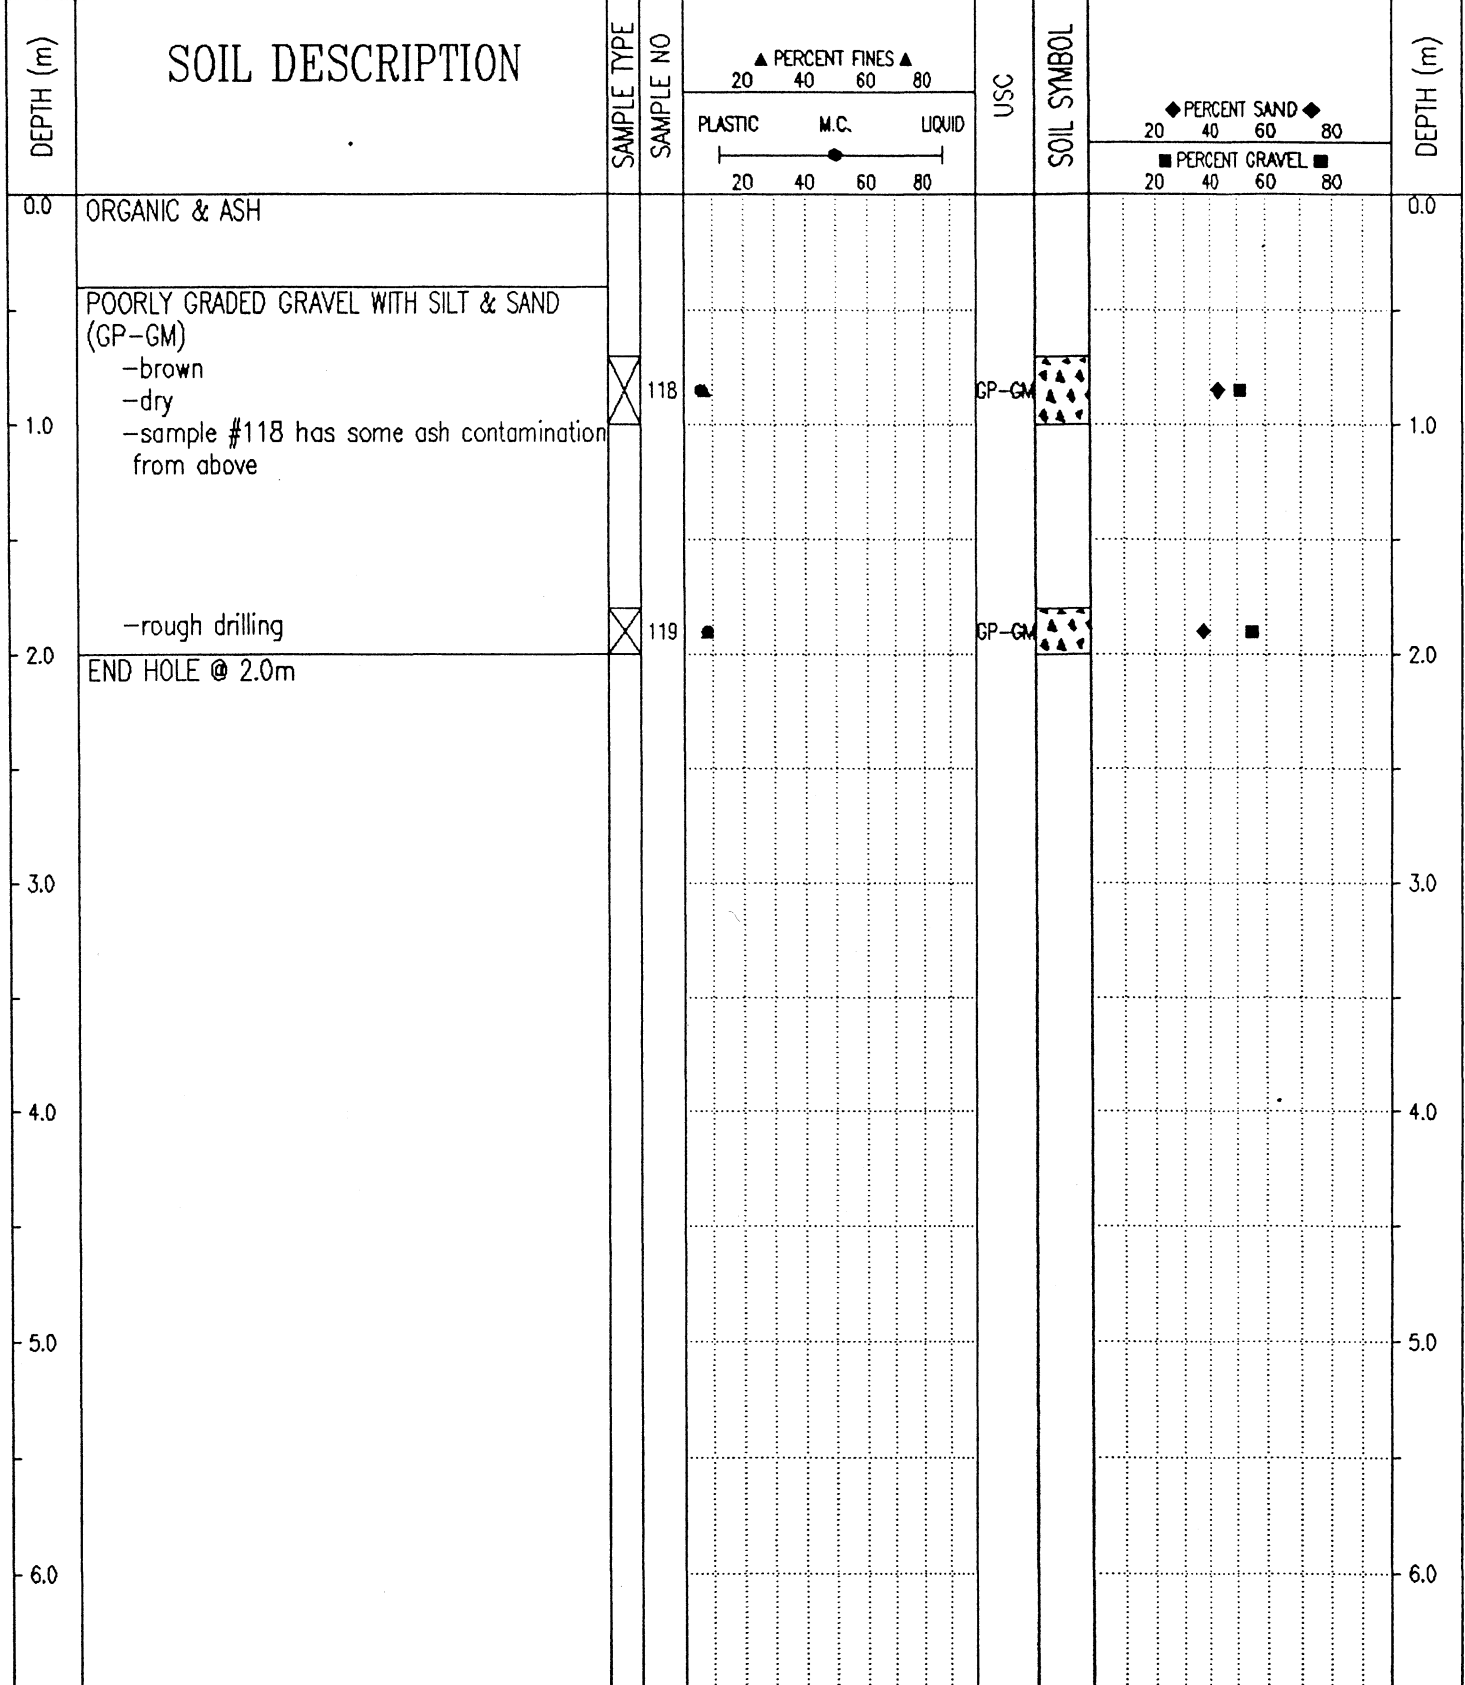 DEPTH (m)
SOIL DESCRIPTION
SAMPLE TYPE
SAMPLE NO
▲ PERCENT FINES ▲
20 40 60 80
PLASTIC M.C. LIQUID
20 40 60 80
USC
SOIL SYMBOL
◆ PERCENT SAND ◆
20 40 60 80
■ PERCENT GRAVEL ■
20 40 60 80
DEPTH (m)
0.0 ORGANIC & ASH 0.0
POORLY GRADED GRAVEL WITH SILT & SAND
(GP-GM)
-brown
118 GP-GM
-dry
1.0 -sample #118 has some ash contamination 1.0
from above
-rough drilling 119 GP-GM
2.0 2.0
END HOLE @ 2.0m
3.0 3.0
4.0 4.0
5.0 5.0
6.0 6.0